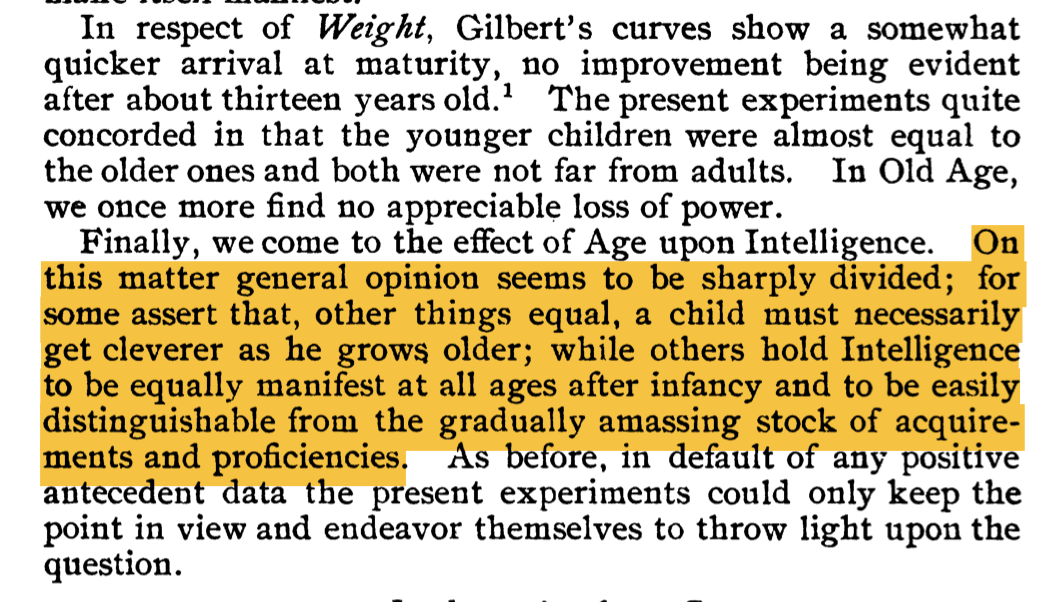 In respect of Weight, Gilbert's curves show a somewhat
quicker arrival at maturity, no improvement being evident
after about thirteen years old.¹ The present experiments quite
concorded in that the younger children were almost equal to
the older ones and both were not far from adults. In Old Age,
we once more find no appreciable loss of power.
Finally, we come to the effect of Age upon Intelligence. On
this matter general opinion seems to be sharply divided; for
some assert that, other things equal, a child must necessarily
get cleverer as he grows older; while others hold Intelligence
to be equally manifest at all ages after infancy and to be easily
distinguishable from the gradually amassing stock of acquire-
ments and proficiencies. As before, in default of any positive
antecedent data the present experiments could only keep the
point in view and endeavor themselves to throw light upon the
question.